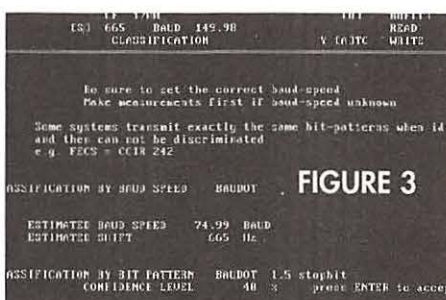 [S] 665 BAUD 149.98 READ
CLASSIFICATION WRITE
Be sure to set the correct baud-speed
Make measurements first if baud-speed unknown
Some systems transmit exactly the same bit-patterns when id
and then can not be discriminated
e.g. FECS = CCIR 242
ASSIFICATION BY BAUD SPEED BAUDOT
FIGURE 3
ESTIMATED BAUD SPEED 74.99 BAUD
ESTIMATED SHIFT 665 Hz
ASSIFICATION BY BIT PATTERN BAUDOT 1.5 stopbit
CONFIDENCE LEVEL 40 % press ENTER to acce